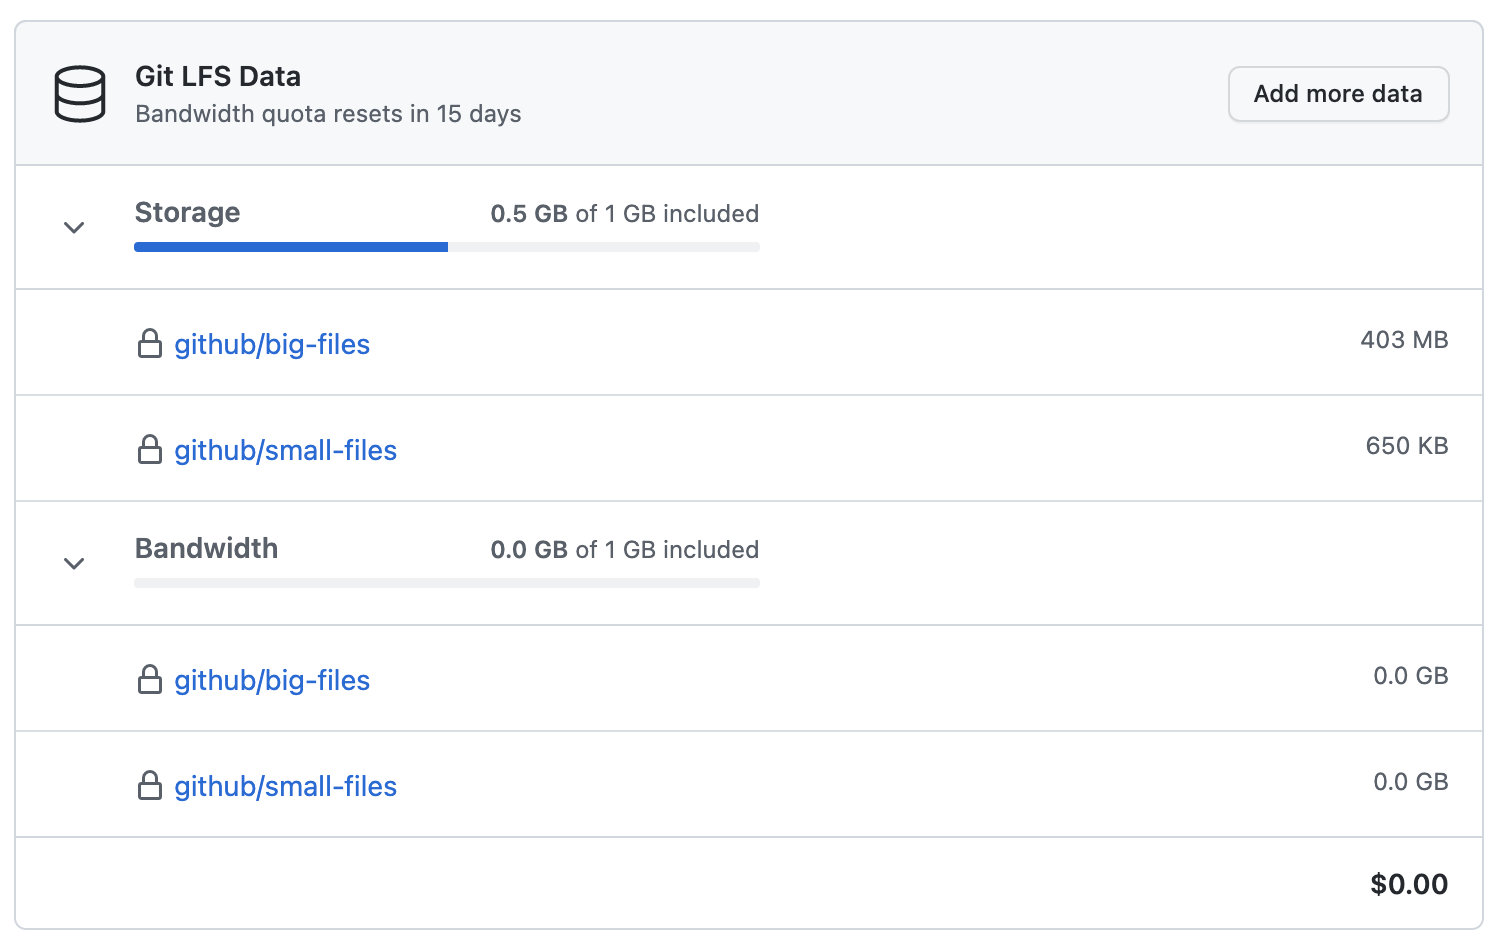 Git LFS Data
Bandwidth quota resets in 15 days
Add more data
Storage
0.5 GB of 1 GB included
github/big-files
403 MB
github/small-files
650 KB
Bandwidth
0.0 GB of 1 GB included
github/big-files
0.0 GB
github/small-files
0.0 GB
$0.00